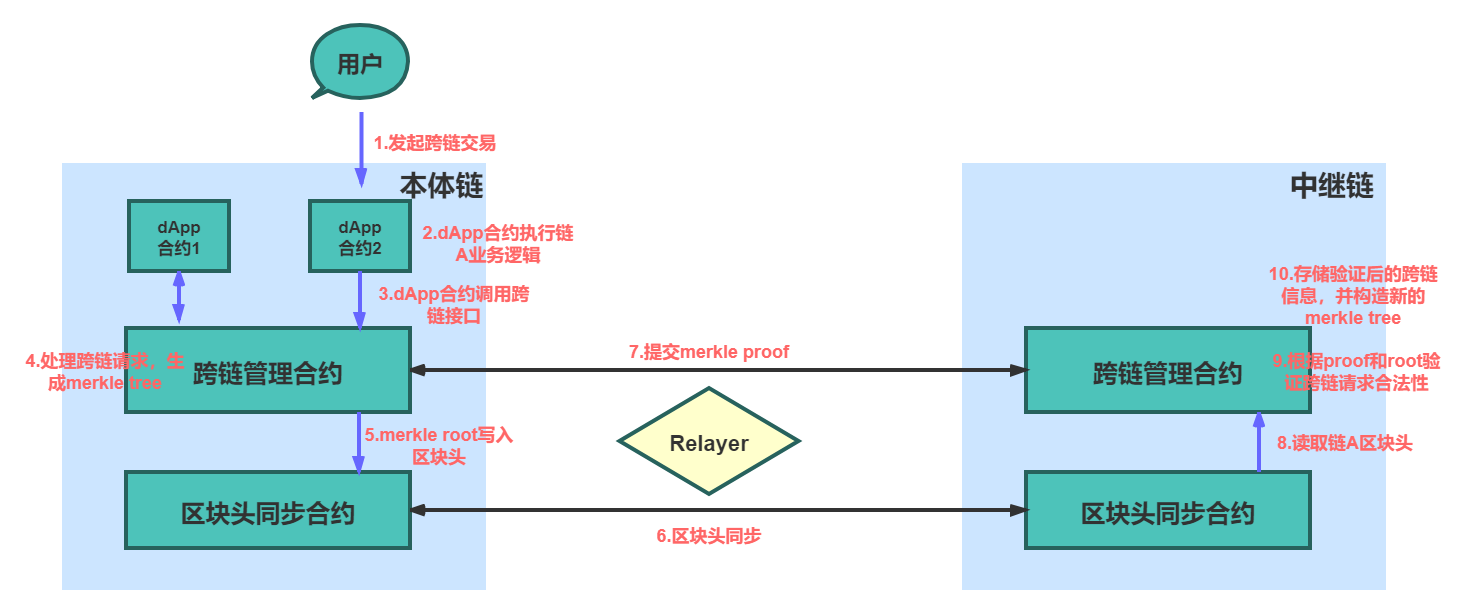 用户
1.发起跨链交易
本体链
中继链
dApp
合约1
dApp
合约2
2.dApp合约执行链
A业务逻辑
3.dApp合约调用跨
链接口
10.存储验证后的跨链
信息，并构造新的
merkle tree
4.处理跨链请求，生
成merkle tree
跨链管理合约
7.提交merkle proof
跨链管理合约
9.根据proof和root验
证跨链请求合法性
5.merkle root写入
区块头
Relayer
8.读取链A区块头
区块头同步合约
6.区块头同步
区块头同步合约